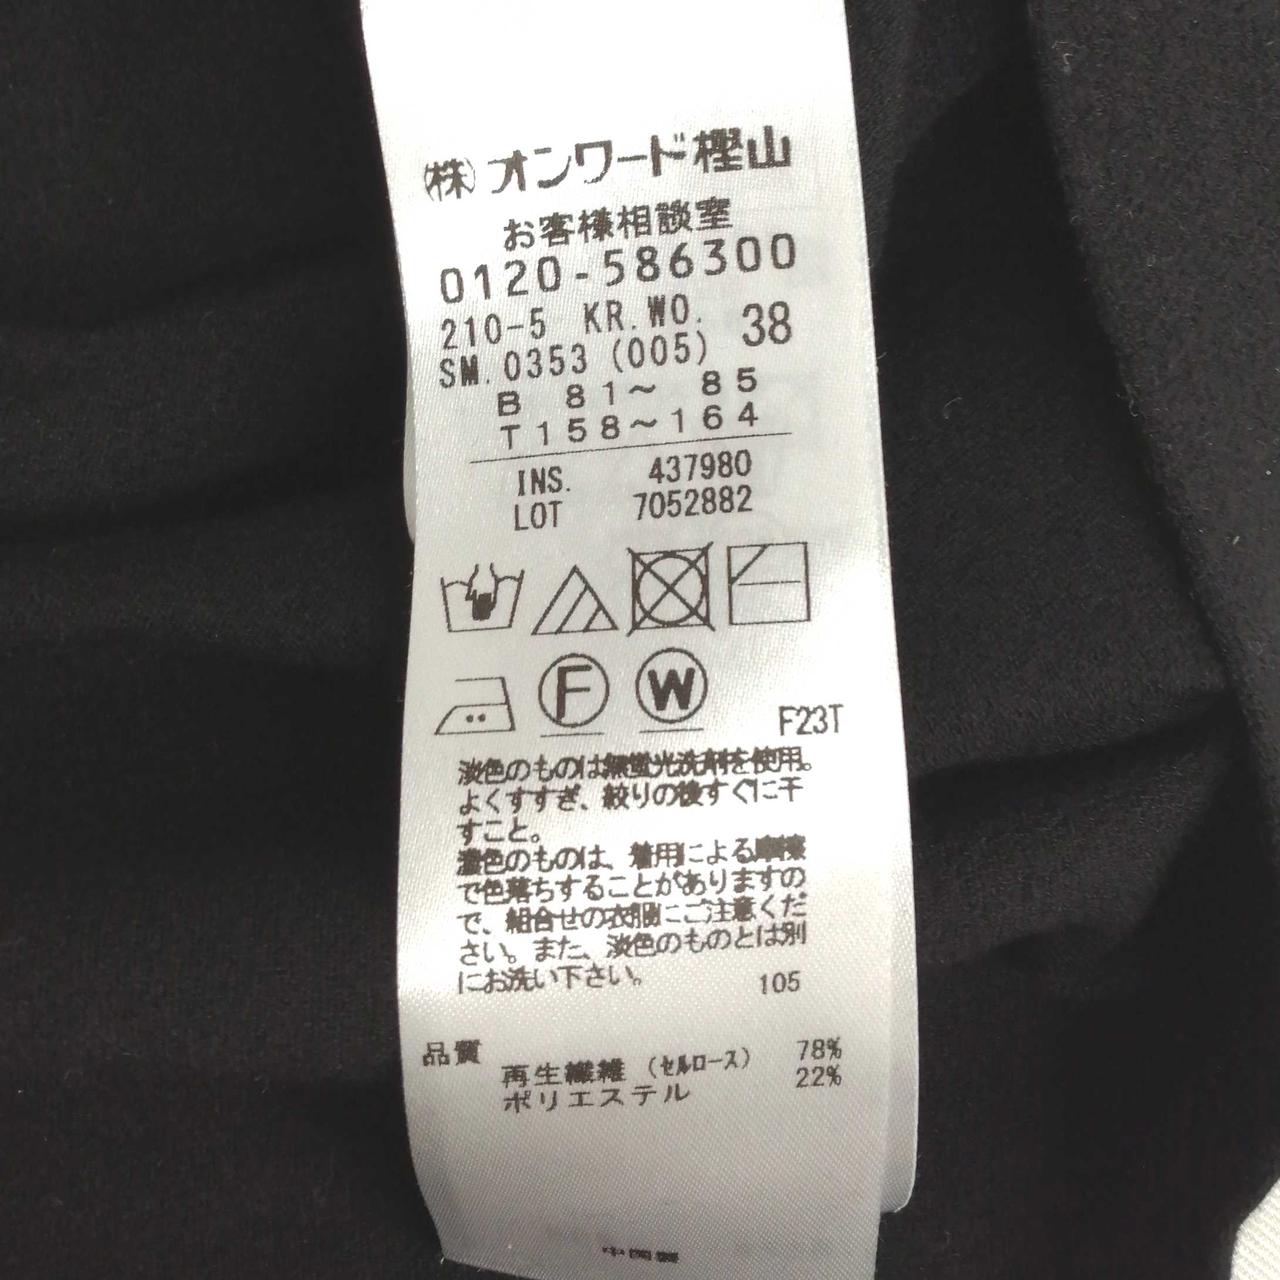 ㈱オンワード樫山
お客様相談室
0120-586300
210-5 KR.WO. 38
SM.0353 (005)
B 81～ 85
T158～164
INS. 437980
LOT 7052882
F W
F23T
淡色のものは無蛍光洗剤を使用。
よくすすぎ、絞りの後すぐに干
すこと。
濃色のものは、着用による摩擦
で色落ちすることがありますの
で、組合せの衣服にご注意くだ
さい。また、淡色のものとは別
にお洗い下さい。
105
品質
再生繊維 (セルロース) 78%
ポリエステル 22%
中国製